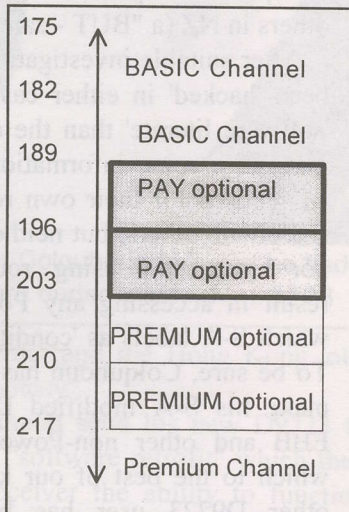 175
BASIC Channel
182
BASIC Channel
189
PAY optional
196
PAY optional
203
PREMIUM optional
210
PREMIUM optional
217
Premium Channel